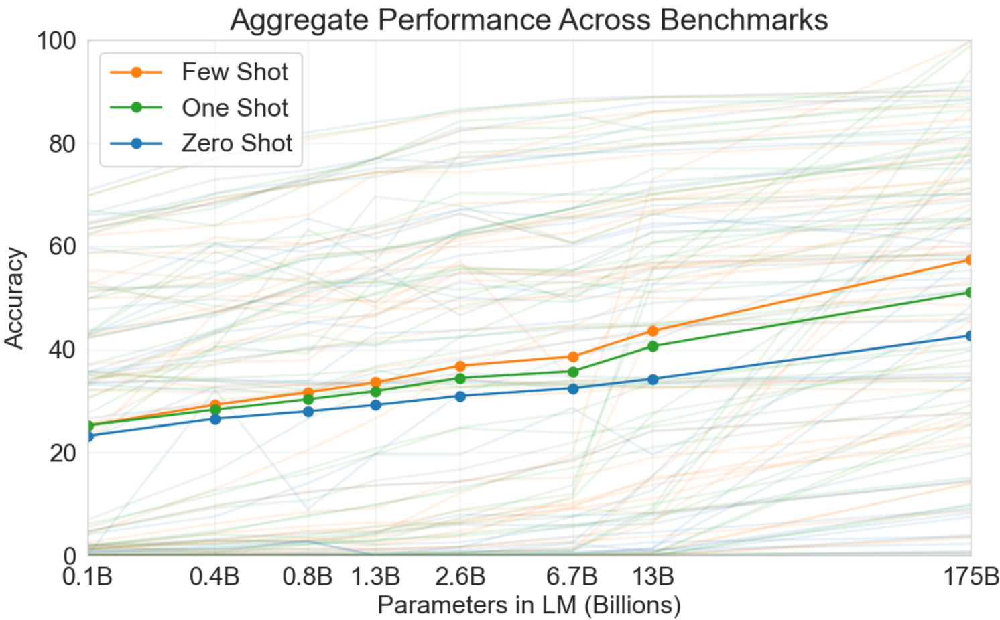 Aggregate Performance Across Benchmarks
100
80
60
40
20
0
Accuracy
Few Shot
One Shot
Zero Shot
0.1B 0.4B 0.8B 1.3B 2.6B 6.7B 13B 175B
Parameters in LM (Billions)